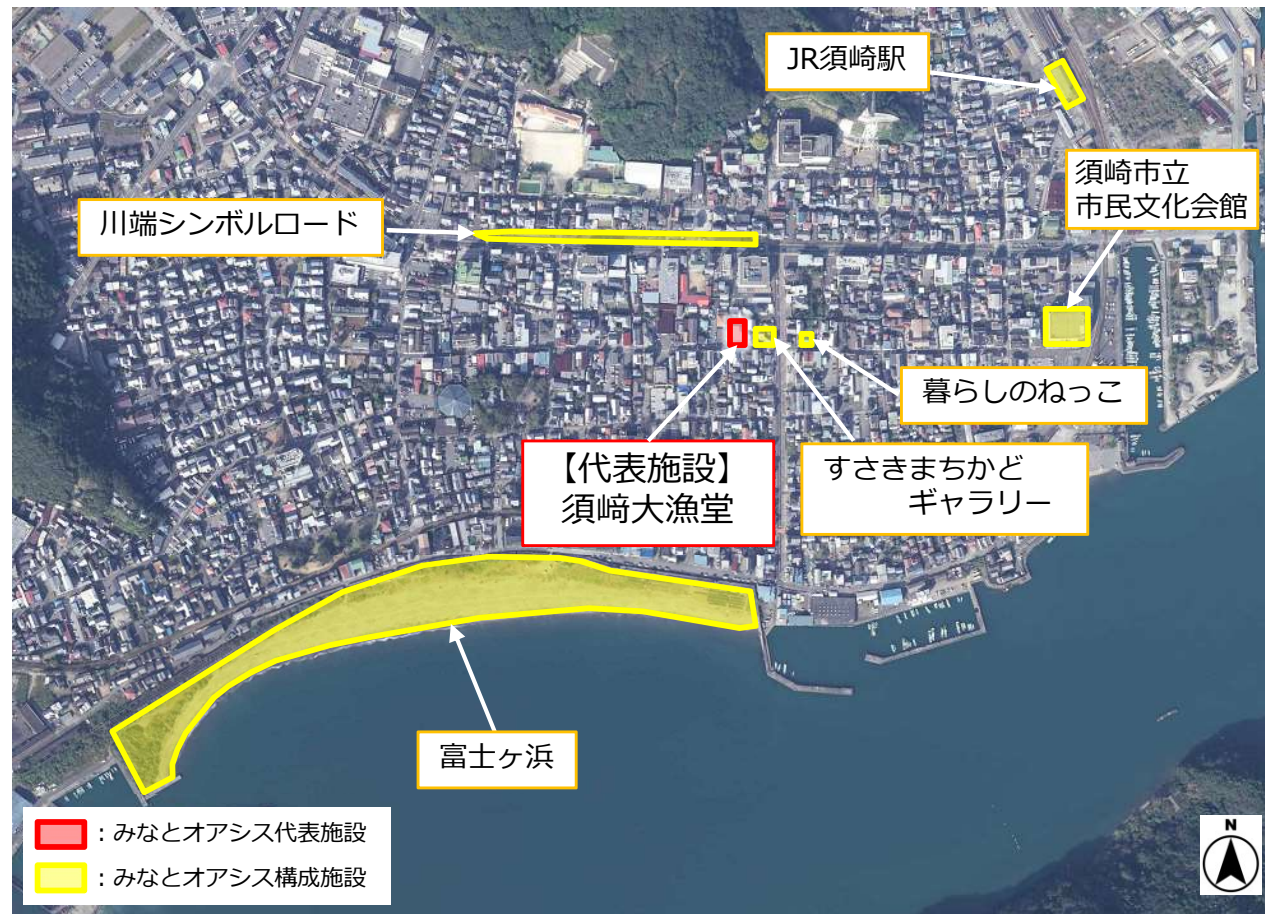 JR須崎駅
須崎市立
市民文化会館
川端シンボルロード
暮らしのねっこ
【代表施設】
須﨑大漁堂
すさきまちかど
ギャラリー
富士ヶ浜
：みなとオアシス代表施設
：みなとオアシス構成施設
N